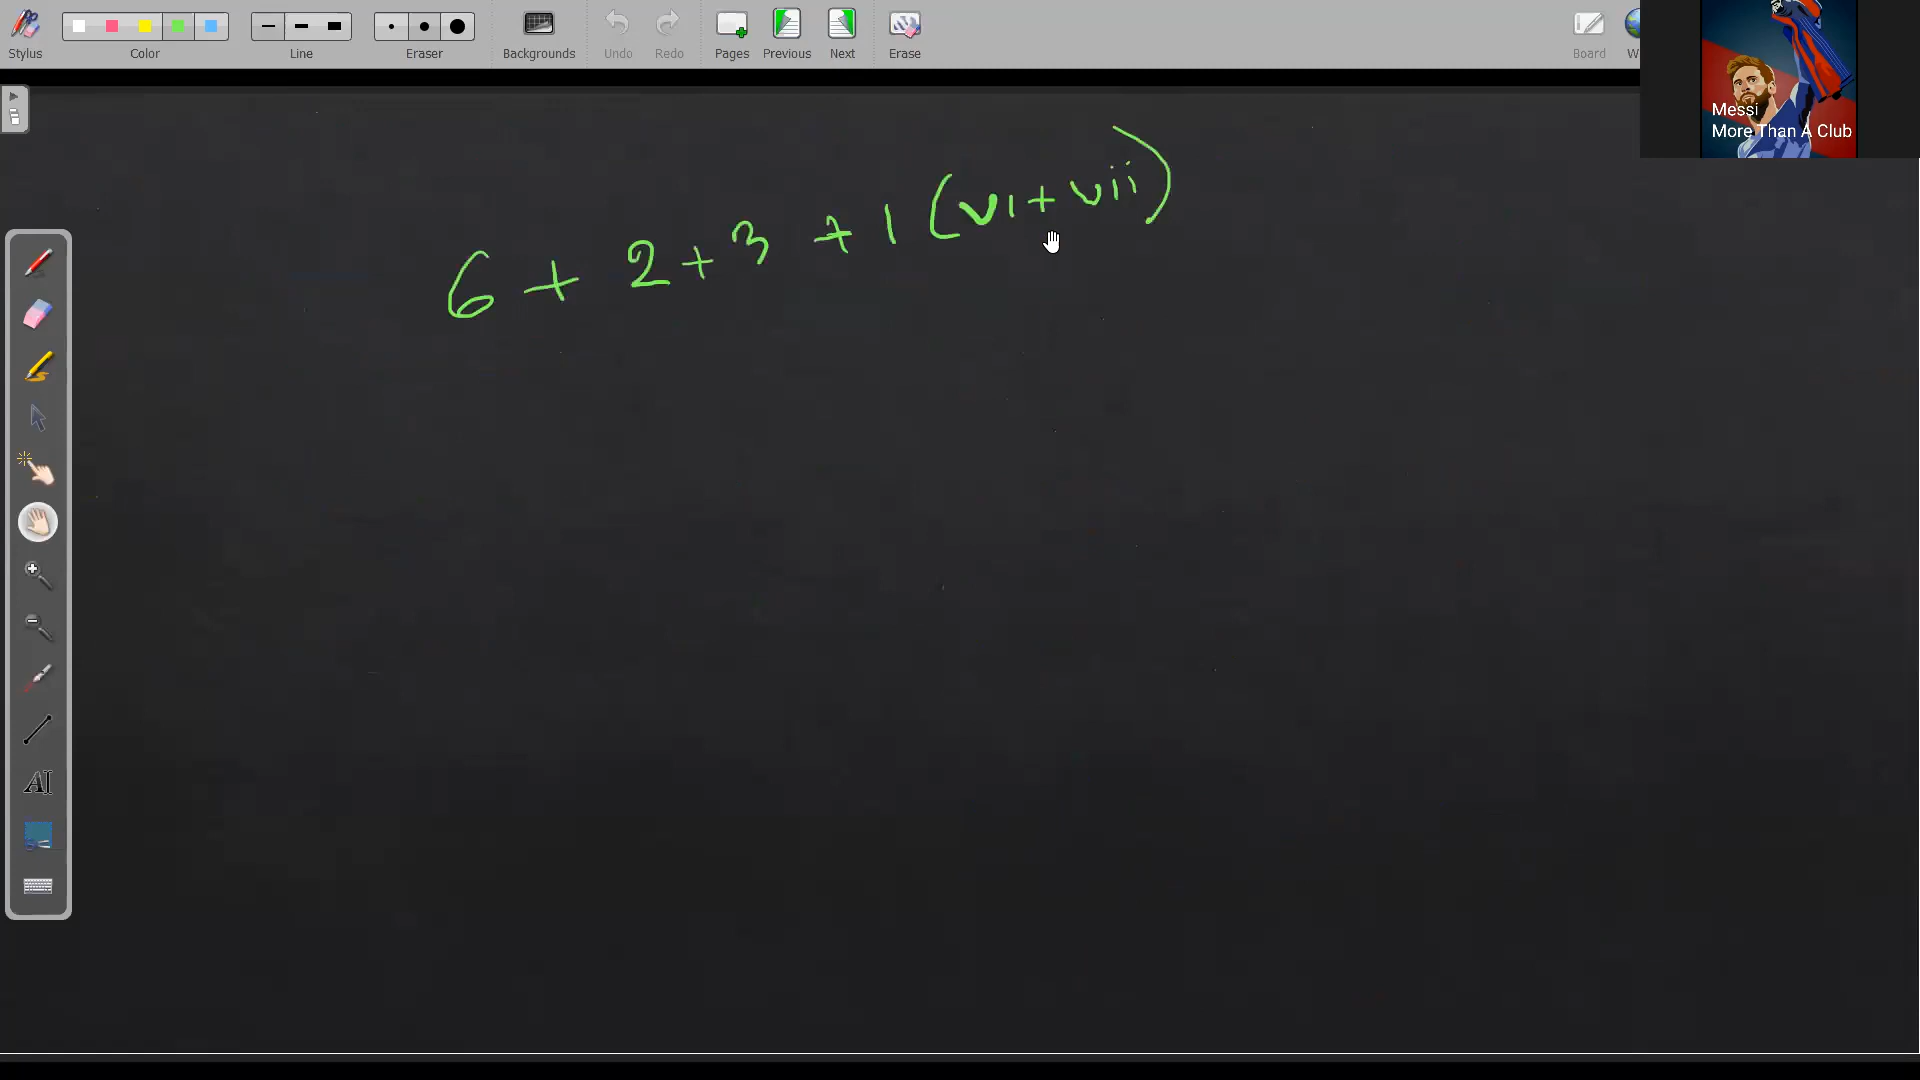 Stylus Color Line Eraser Backgrounds Undo Redo Pages Previous Next Erase Board W
Messi
More Than A Club
6 + 2 + 3 + 1 (vi + vii)
AI